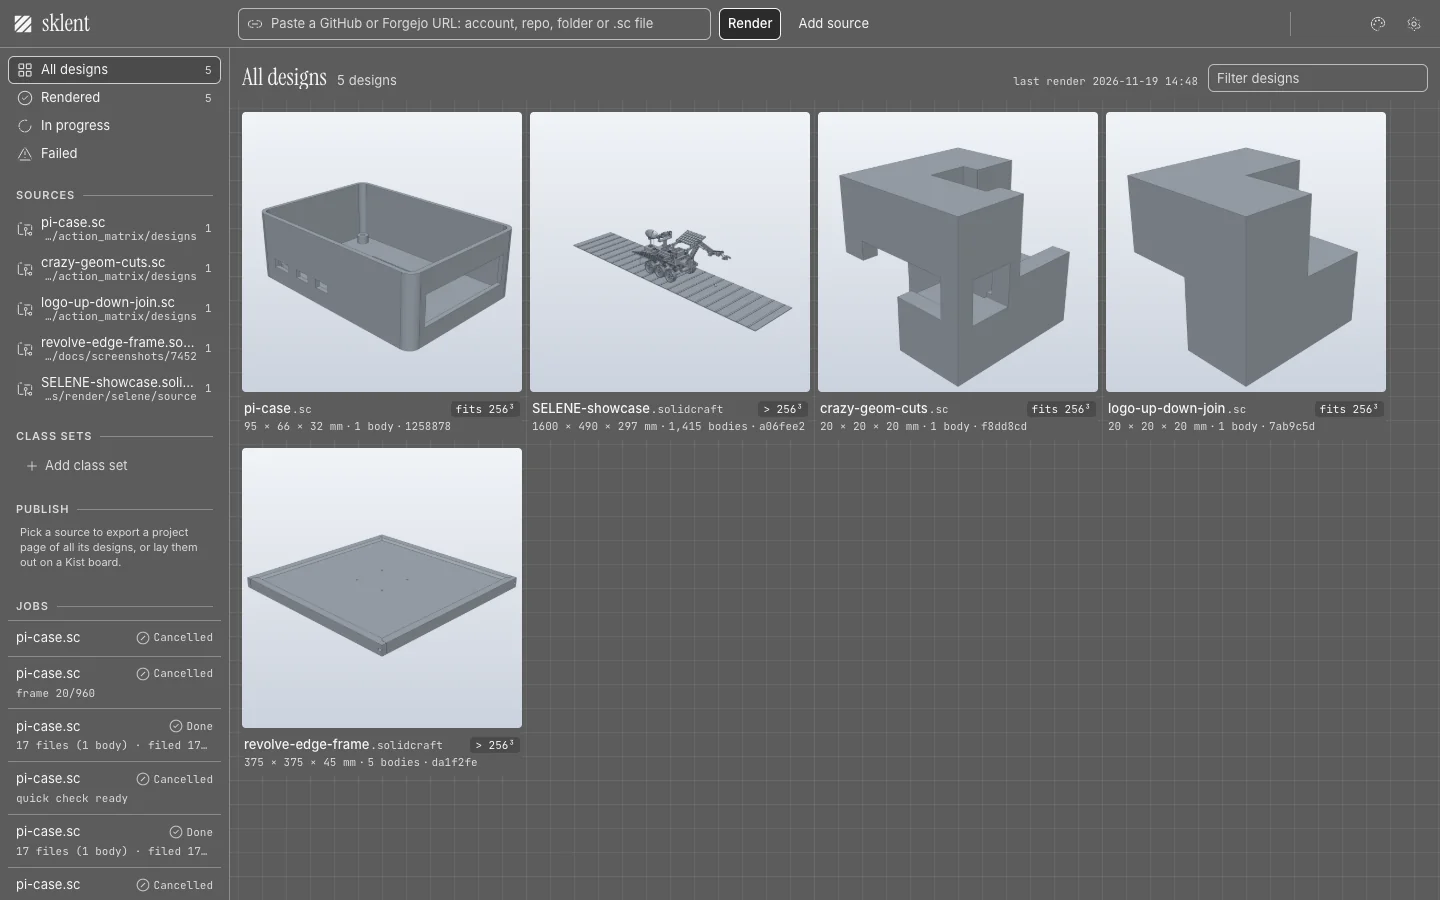 sklent
Paste a GitHub or Forgejo URL: account, repo, folder or .sc file
Render
Add source
All designs 5
Rendered 5
In progress
Failed
SOURCES
pi-case.sc 1
…/action_matrix/designs
crazy-geom-cuts.sc 1
…/action_matrix/designs
logo-up-down-join.sc 1
…/action_matrix/designs
revolve-edge-frame.so… 1
…/docs/screenshots/7452
SELENE-showcase.soli… 1
…s/render/selene/source
CLASS SETS
+ Add class set
PUBLISH
Pick a source to export a project
page of all its designs, or lay them
out on a Kist board.
JOBS
pi-case.sc Cancelled
pi-case.sc Cancelled
frame 20/960
pi-case.sc Done
17 files (1 body) · filed 17…
pi-case.sc Cancelled
quick check ready
pi-case.sc Done
17 files (1 body) · filed 17…
pi-case.sc Cancelled
All designs 5 designs
last render 2026-11-19 14:48
Filter designs
pi-case.sc fits 256³
95 × 66 × 32 mm · 1 body · 1258878
SELENE-showcase.solidcraft > 256³
1600 × 490 × 297 mm · 1,415 bodies · a06fee2
crazy-geom-cuts.sc fits 256³
20 × 20 × 20 mm · 1 body · f8dd8cd
logo-up-down-join.sc fits 256³
20 × 20 × 20 mm · 1 body · 7ab9c5d
revolve-edge-frame.solidcraft > 256³
375 × 375 × 45 mm · 5 bodies · da1f2fe